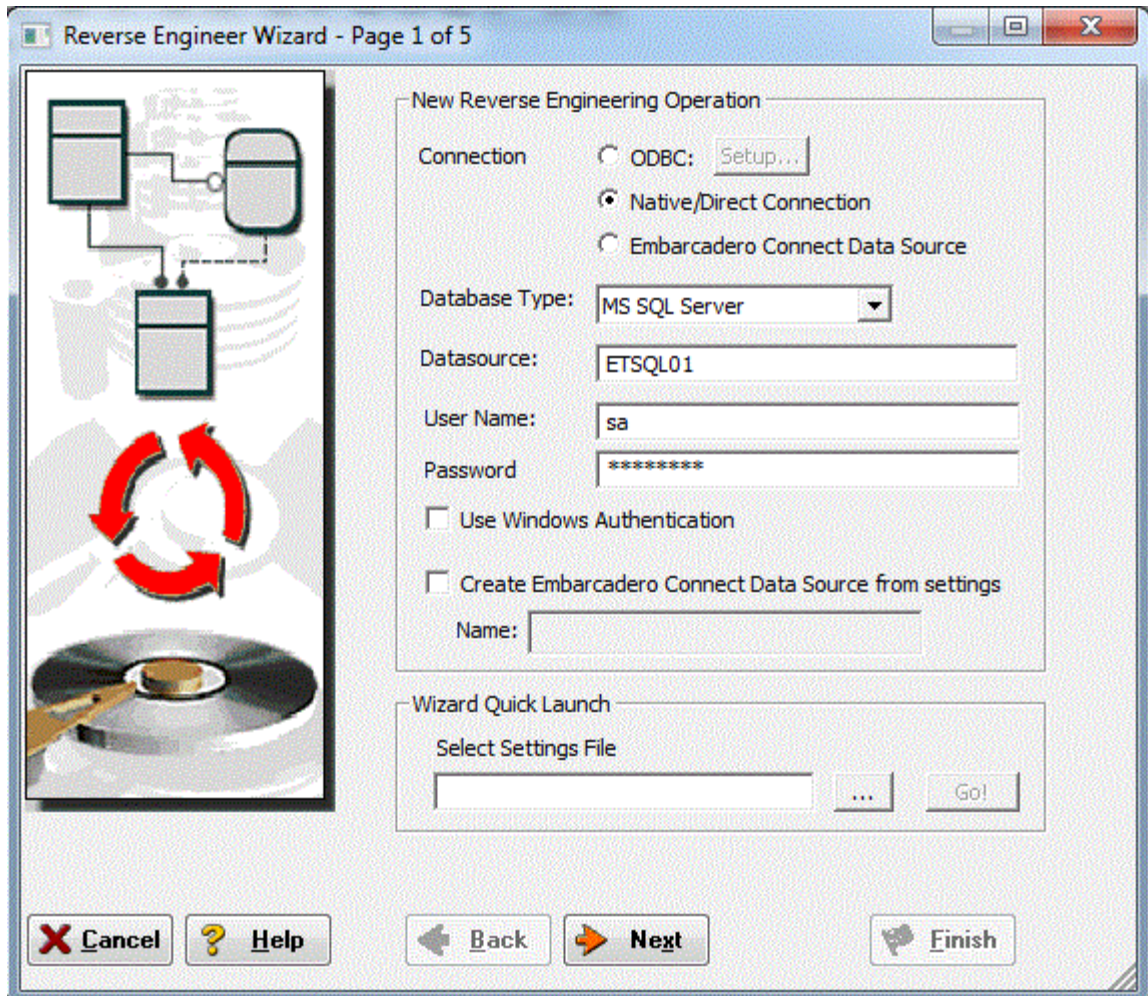 Reverse Engineer Wizard - Page 1 of 5
New Reverse Engineering Operation
Connection
ODBC: Setup...
Native/Direct Connection
Embarcadero Connect Data Source
Database Type: MS SQL Server
Datasource: ETSQL01
User Name: sa
Password ********
Use Windows Authentication
Create Embarcadero Connect Data Source from settings
Name:
Wizard Quick Launch
Select Settings File
... Go!
Cancel Help Back Next Finish